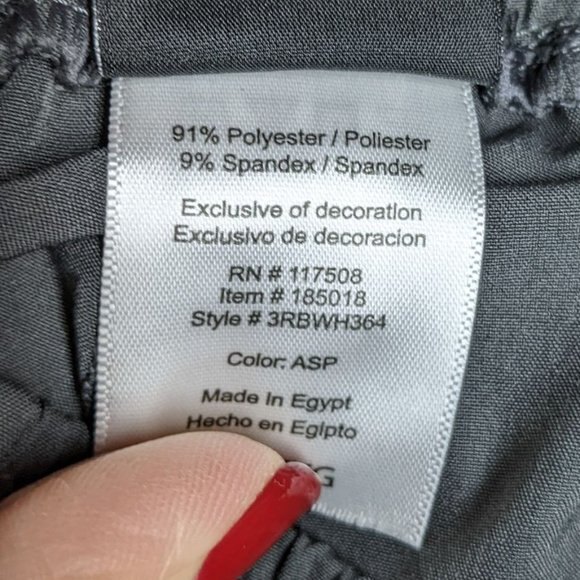 91% Polyester / Poliester
9% Spandex / Spandex
Exclusive of decoration
Exclusivo de decoracion
RN # 117508
Item # 185018
Style # 3RBWH364
Color: ASP
Made In Egypt
Hecho en Egipto